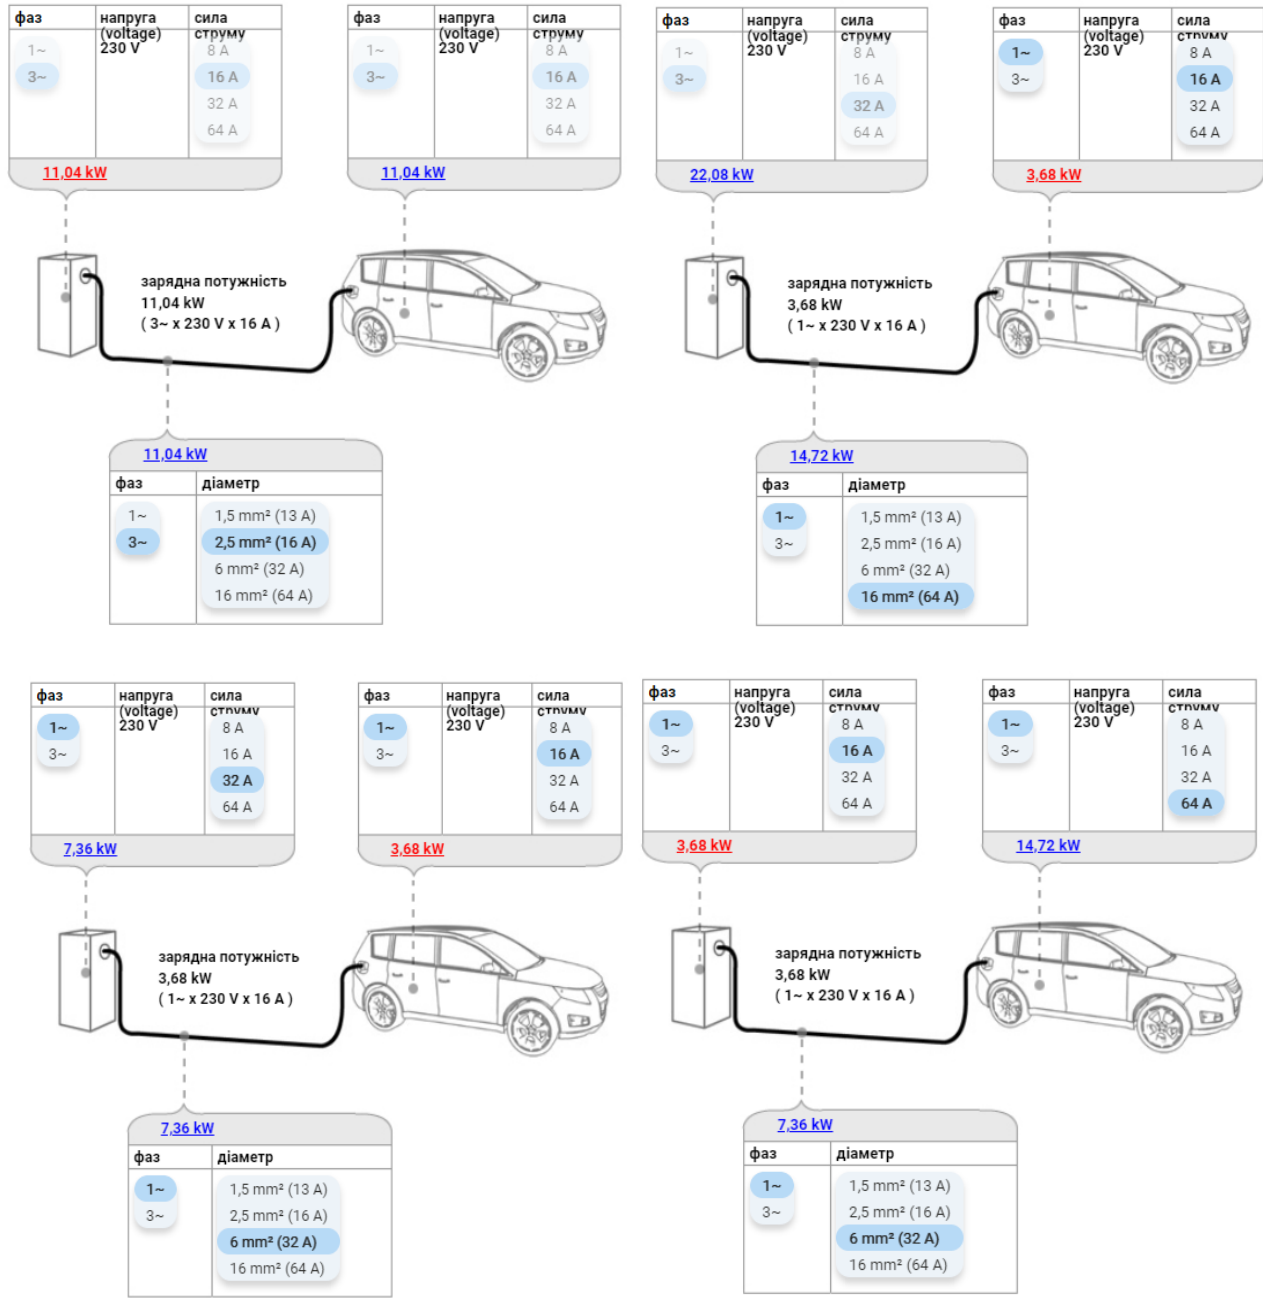 фаз
напруга
(voltage)
230 V
сила
струму
1~
3~
8 A
16 A
32 A
64 A
11,04 kW
фаз
напруга
(voltage)
230 V
сила
струму
1~
3~
8 A
16 A
32 A
64 A
11,04 kW
зарядна потужність
11,04 kW
( 3~ x 230 V x 16 A )
11,04 kW
фаз
діаметр
1~
3~
1,5 mm² (13 A)
2,5 mm² (16 A)
6 mm² (32 A)
16 mm² (64 A)
фаз
напруга
(voltage)
230 V
сила
струму
1~
3~
8 A
16 A
32 A
64 A
22,08 kW
фаз
напруга
(voltage)
230 V
сила
струму
1~
3~
8 A
16 A
32 A
64 A
3,68 kW
зарядна потужність
3,68 kW
( 1~ x 230 V x 16 A )
14,72 kW
фаз
діаметр
1~
3~
1,5 mm² (13 A)
2,5 mm² (16 A)
6 mm² (32 A)
16 mm² (64 A)
фаз
напруга
(voltage)
230 V
сила
струму
1~
3~
8 A
16 A
32 A
64 A
7,36 kW
фаз
напруга
(voltage)
230 V
сила
струму
1~
3~
8 A
16 A
32 A
64 A
3,68 kW
зарядна потужність
3,68 kW
( 1~ x 230 V x 16 A )
7,36 kW
фаз
діаметр
1~
3~
1,5 mm² (13 A)
2,5 mm² (16 A)
6 mm² (32 A)
16 mm² (64 A)
фаз
напруга
(voltage)
230 V
сила
струму
1~
3~
8 A
16 A
32 A
64 A
3,68 kW
фаз
напруга
(voltage)
230 V
сила
струму
1~
3~
8 A
16 A
32 A
64 A
14,72 kW
зарядна потужність
3,68 kW
( 1~ x 230 V x 16 A )
7,36 kW
фаз
діаметр
1~
3~
1,5 mm² (13 A)
2,5 mm² (16 A)
6 mm² (32 A)
16 mm² (64 A)